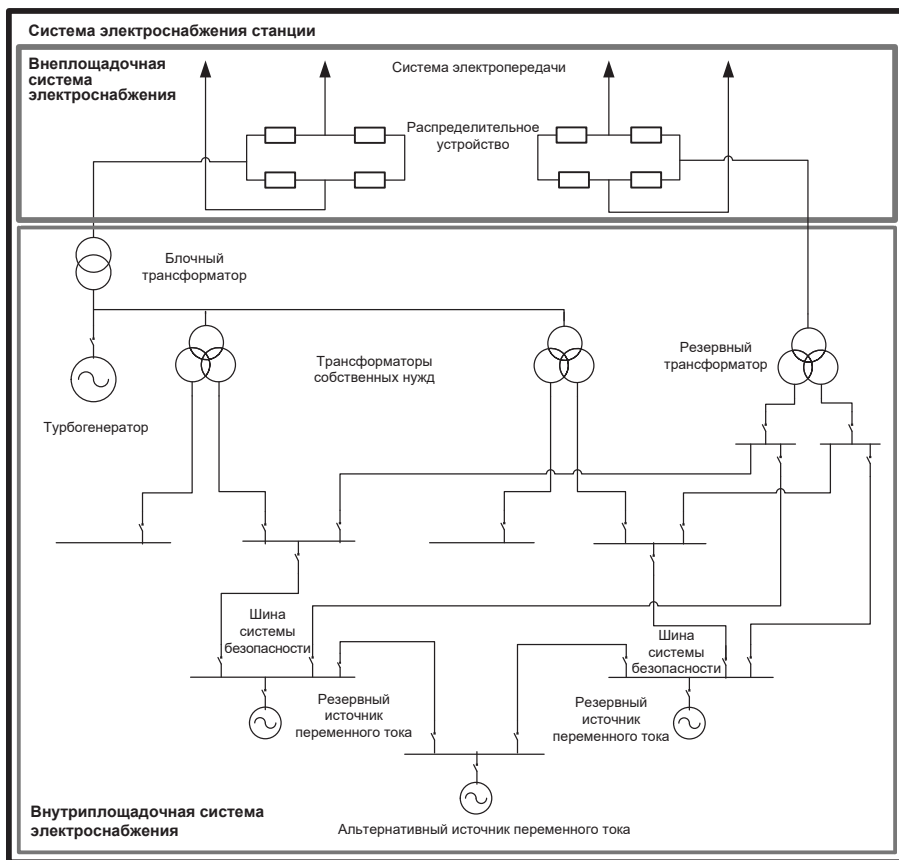 Система электроснабжения станции
Внеплощадочная
система
электроснабжения
Система электропередачи
Распределительное
устройство
Блочный
трансформатор
Трансформаторы
собственных нужд
Резервный
трансформатор
Турбогенератор
Шина
системы
безопасности
Шина
системы
безопасности
Резервный
источник
переменного тока
Резервный
источник
переменного тока
Альтернативный источник переменного тока
Внутриплощадочная система
электроснабжения